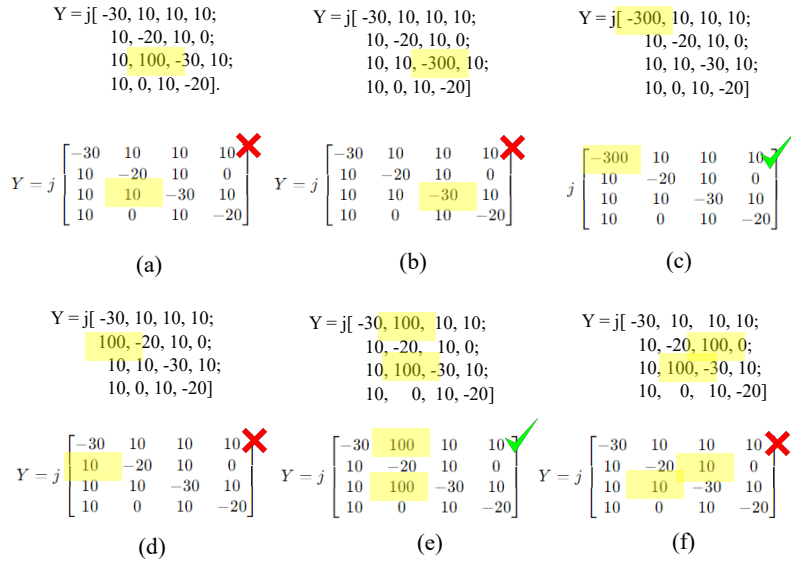 Y = j[ -30, 10, 10, 10;
10, -20, 10, 0;
10, 100, -30, 10;
10, 0, 10, -20].
Y = j [−30 10 10 10
10 −20 10 0
10 10 −30 10
10 0 10 −20]
(a)
Y = j[ -30, 10, 10, 10;
10, -20, 10, 0;
10, 10, -300, 10;
10, 0, 10, -20]
Y = j [−30 10 10 10
10 −20 10 0
10 10 −30 10
10 0 10 −20]
(b)
Y = j[ -300, 10, 10, 10;
10, -20, 10, 0;
10, 10, -30, 10;
10, 0, 10, -20]
j [−300 10 10 10
10 −20 10 0
10 10 −30 10
10 0 10 −20]
(c)
Y = j[ -30, 10, 10, 10;
100, -20, 10, 0;
10, 10, -30, 10;
10, 0, 10, -20]
Y = j [−30 10 10 10
10 −20 10 0
10 10 −30 10
10 0 10 −20]
(d)
Y = j[ -30, 100, 10, 10;
10, -20, 10, 0;
10, 100, -30, 10;
10, 0, 10, -20]
Y = j [−30 100 10 10
10 −20 10 0
10 100 −30 10
10 0 10 −20]
(e)
Y = j[ -30, 10, 10, 10;
10, -20, 100, 0;
10, 100, -30, 10;
10, 0, 10, -20]
Y = j [−30 10 10 10
10 −20 10 0
10 10 −30 10
10 0 10 −20]
(f)